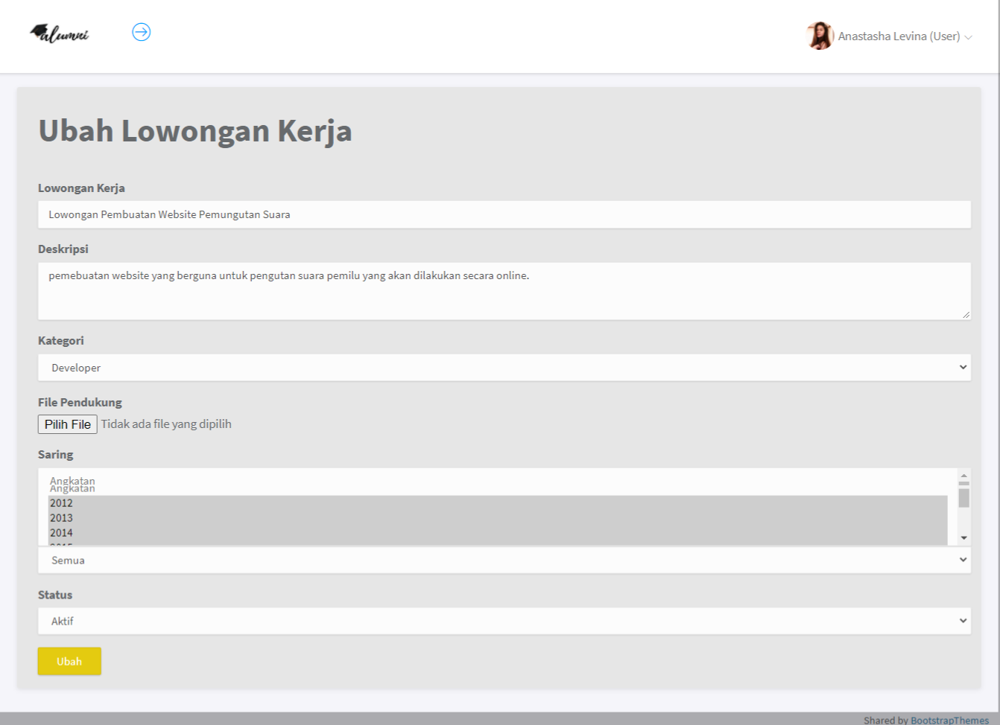 alumni
Anastasha Levina (User)
Ubah Lowongan Kerja
Lowongan Kerja
Lowongan Pembuatan Website Pemungutan Suara
Deskripsi
pemebuatan website yang berguna untuk pengutan suara pemilu yang akan dilakukan secara online.
Kategori
Developer
File Pendukung
Pilih File Tidak ada file yang dipilih
Saring
Angkatan
Angkatan
2012
2013
2014
2015
Semua
Status
Aktif
Ubah
Shared by BootstrapThemes